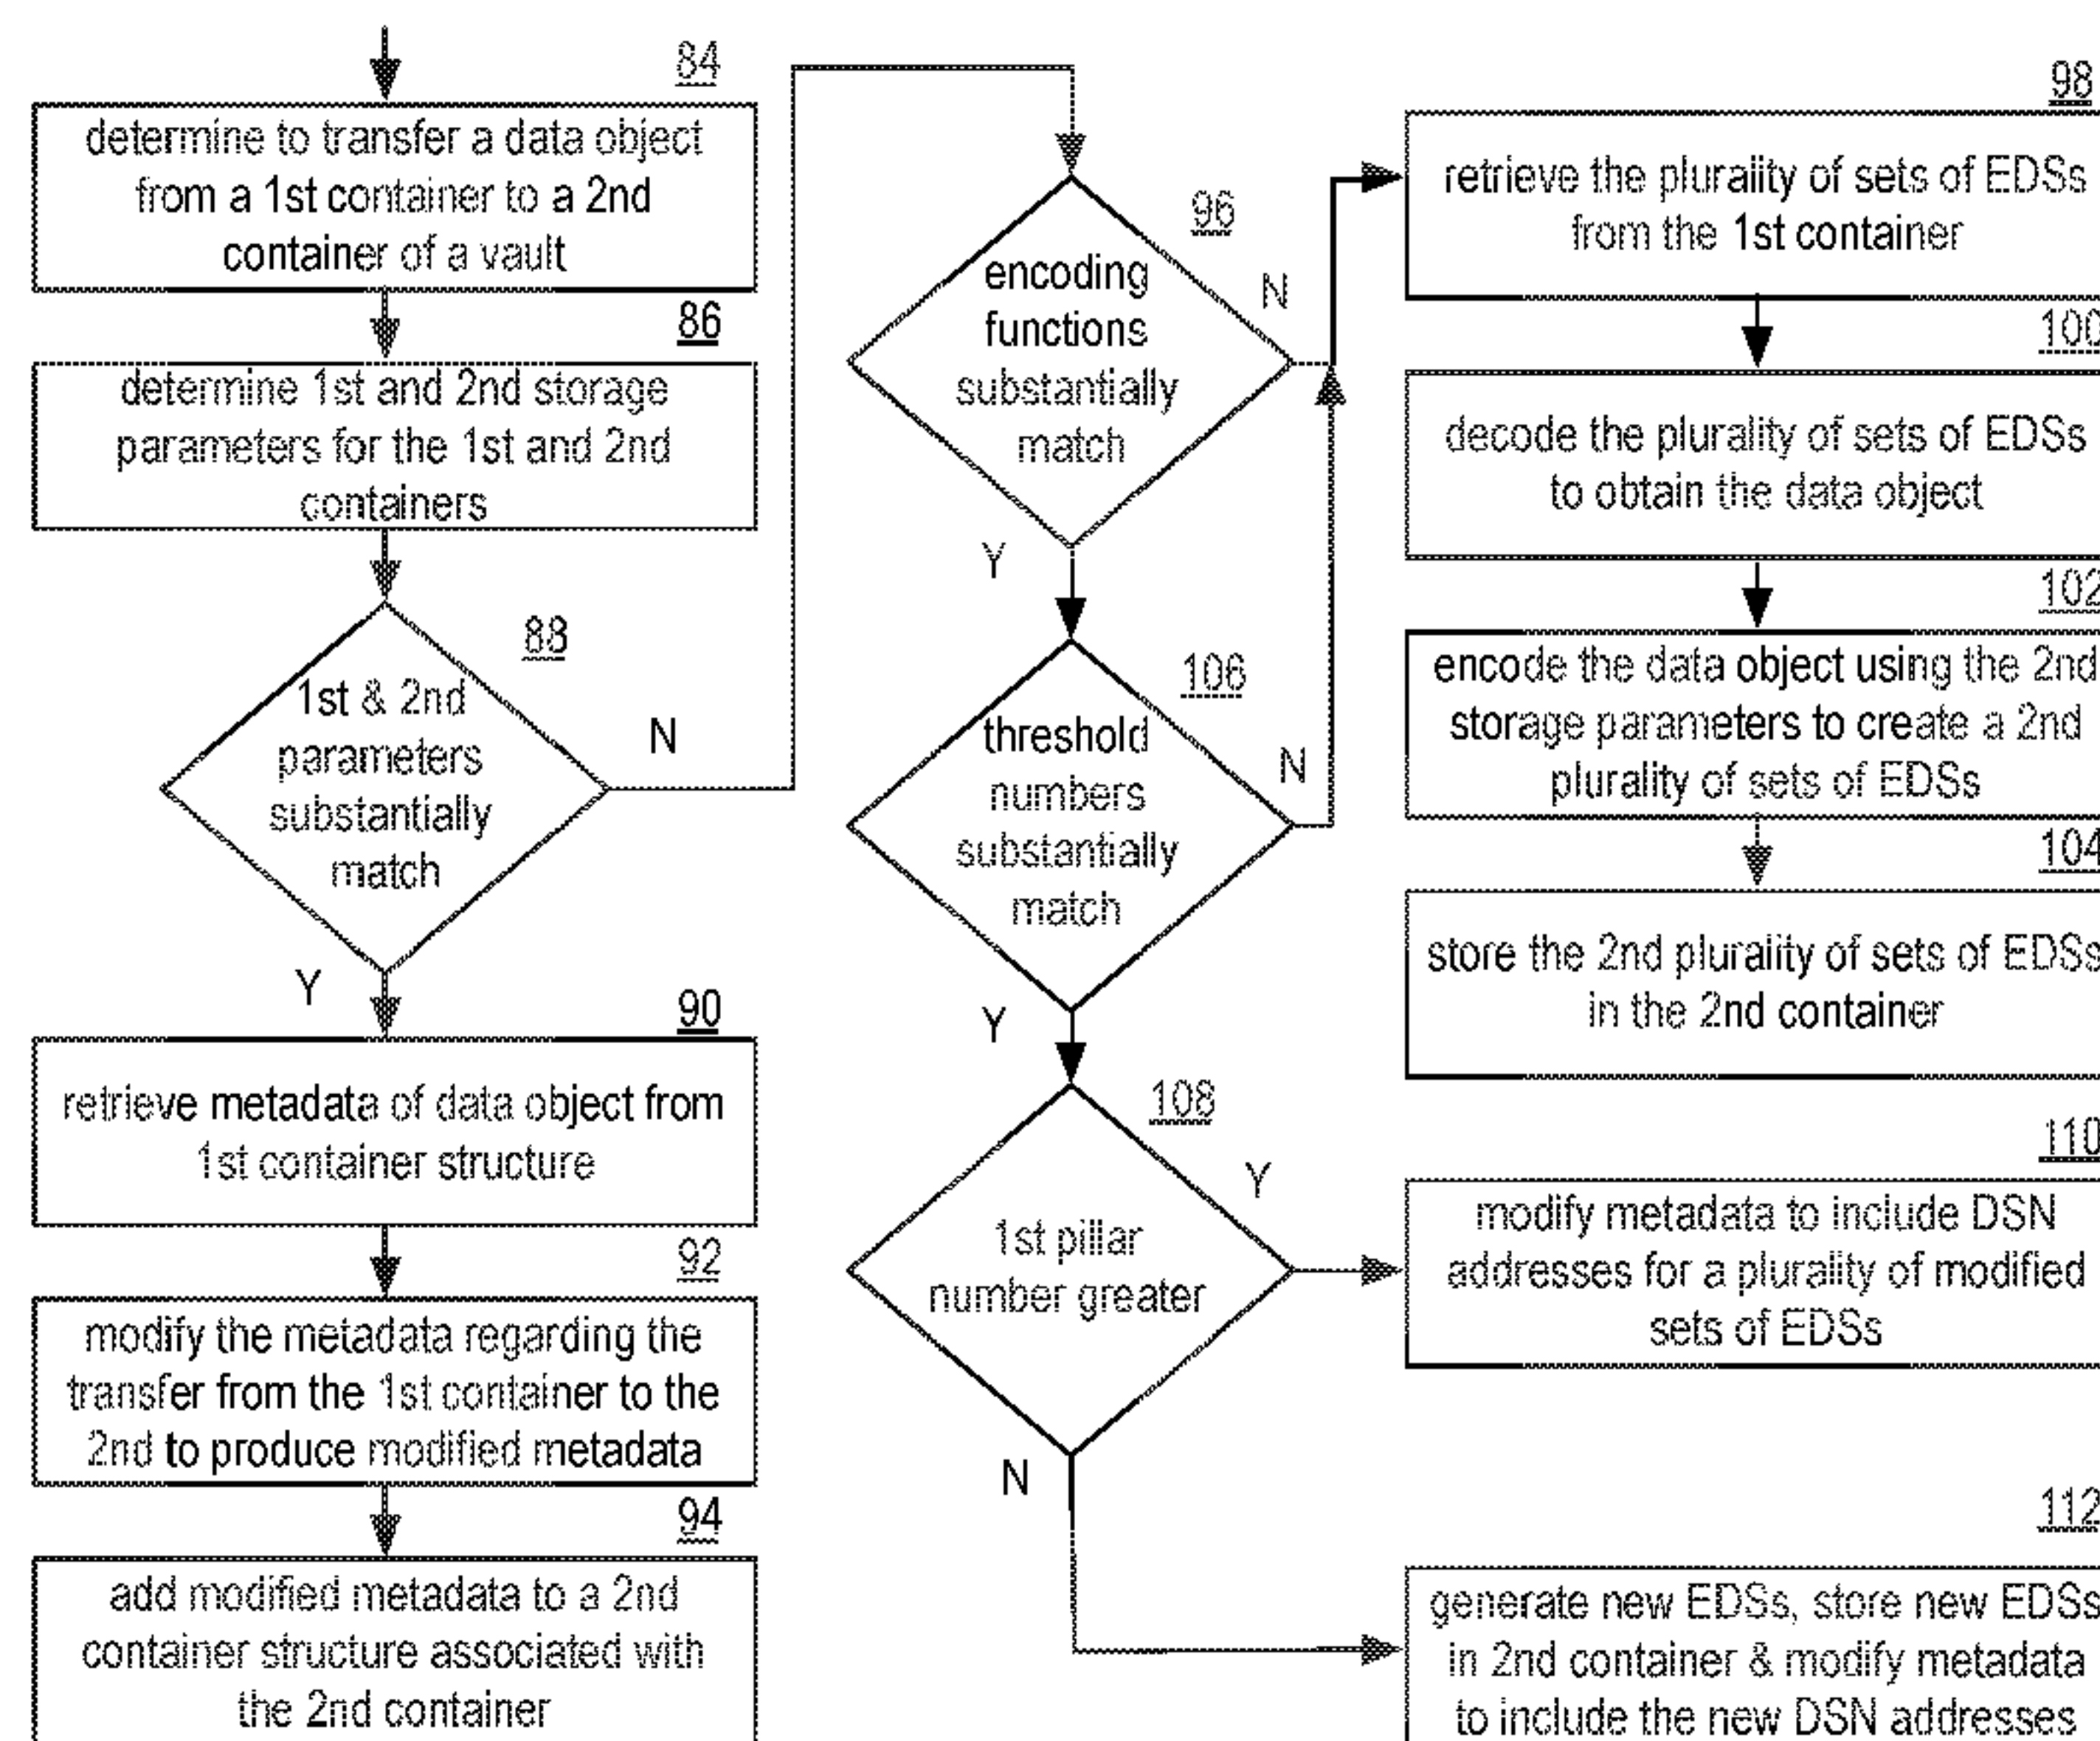 84
determine to transfer a data object
from a 1st container to a 2nd
container of a vault
86
determine 1st and 2nd storage
parameters for the 1st and 2nd
containers
88
1st & 2nd
parameters
substantially
match
N
Y
90
retrieve metadata of data object from
1st container structure
92
modify the metadata regarding the
transfer from the 1st container to the
2nd to produce modified metadata
94
add modified metadata to a 2nd
container structure associated with
the 2nd container
96
encoding
functions
substantially
match
N
Y
106
threshold
numbers
substantially
match
N
Y
108
1st pillar
number greater
Y
N
98
retrieve the plurality of sets of EDSs
from the 1st container
100
decode the plurality of sets of EDSs
to obtain the data object
102
encode the data object using the 2nd
storage parameters to create a 2nd
plurality of sets of EDSs
104
store the 2nd plurality of sets of EDSs
in the 2nd container
110
modify metadata to include DSN
addresses for a plurality of modified
sets of EDSs
112
generate new EDSs, store new EDSs
in 2nd container & modify metadata
to include the new DSN addresses